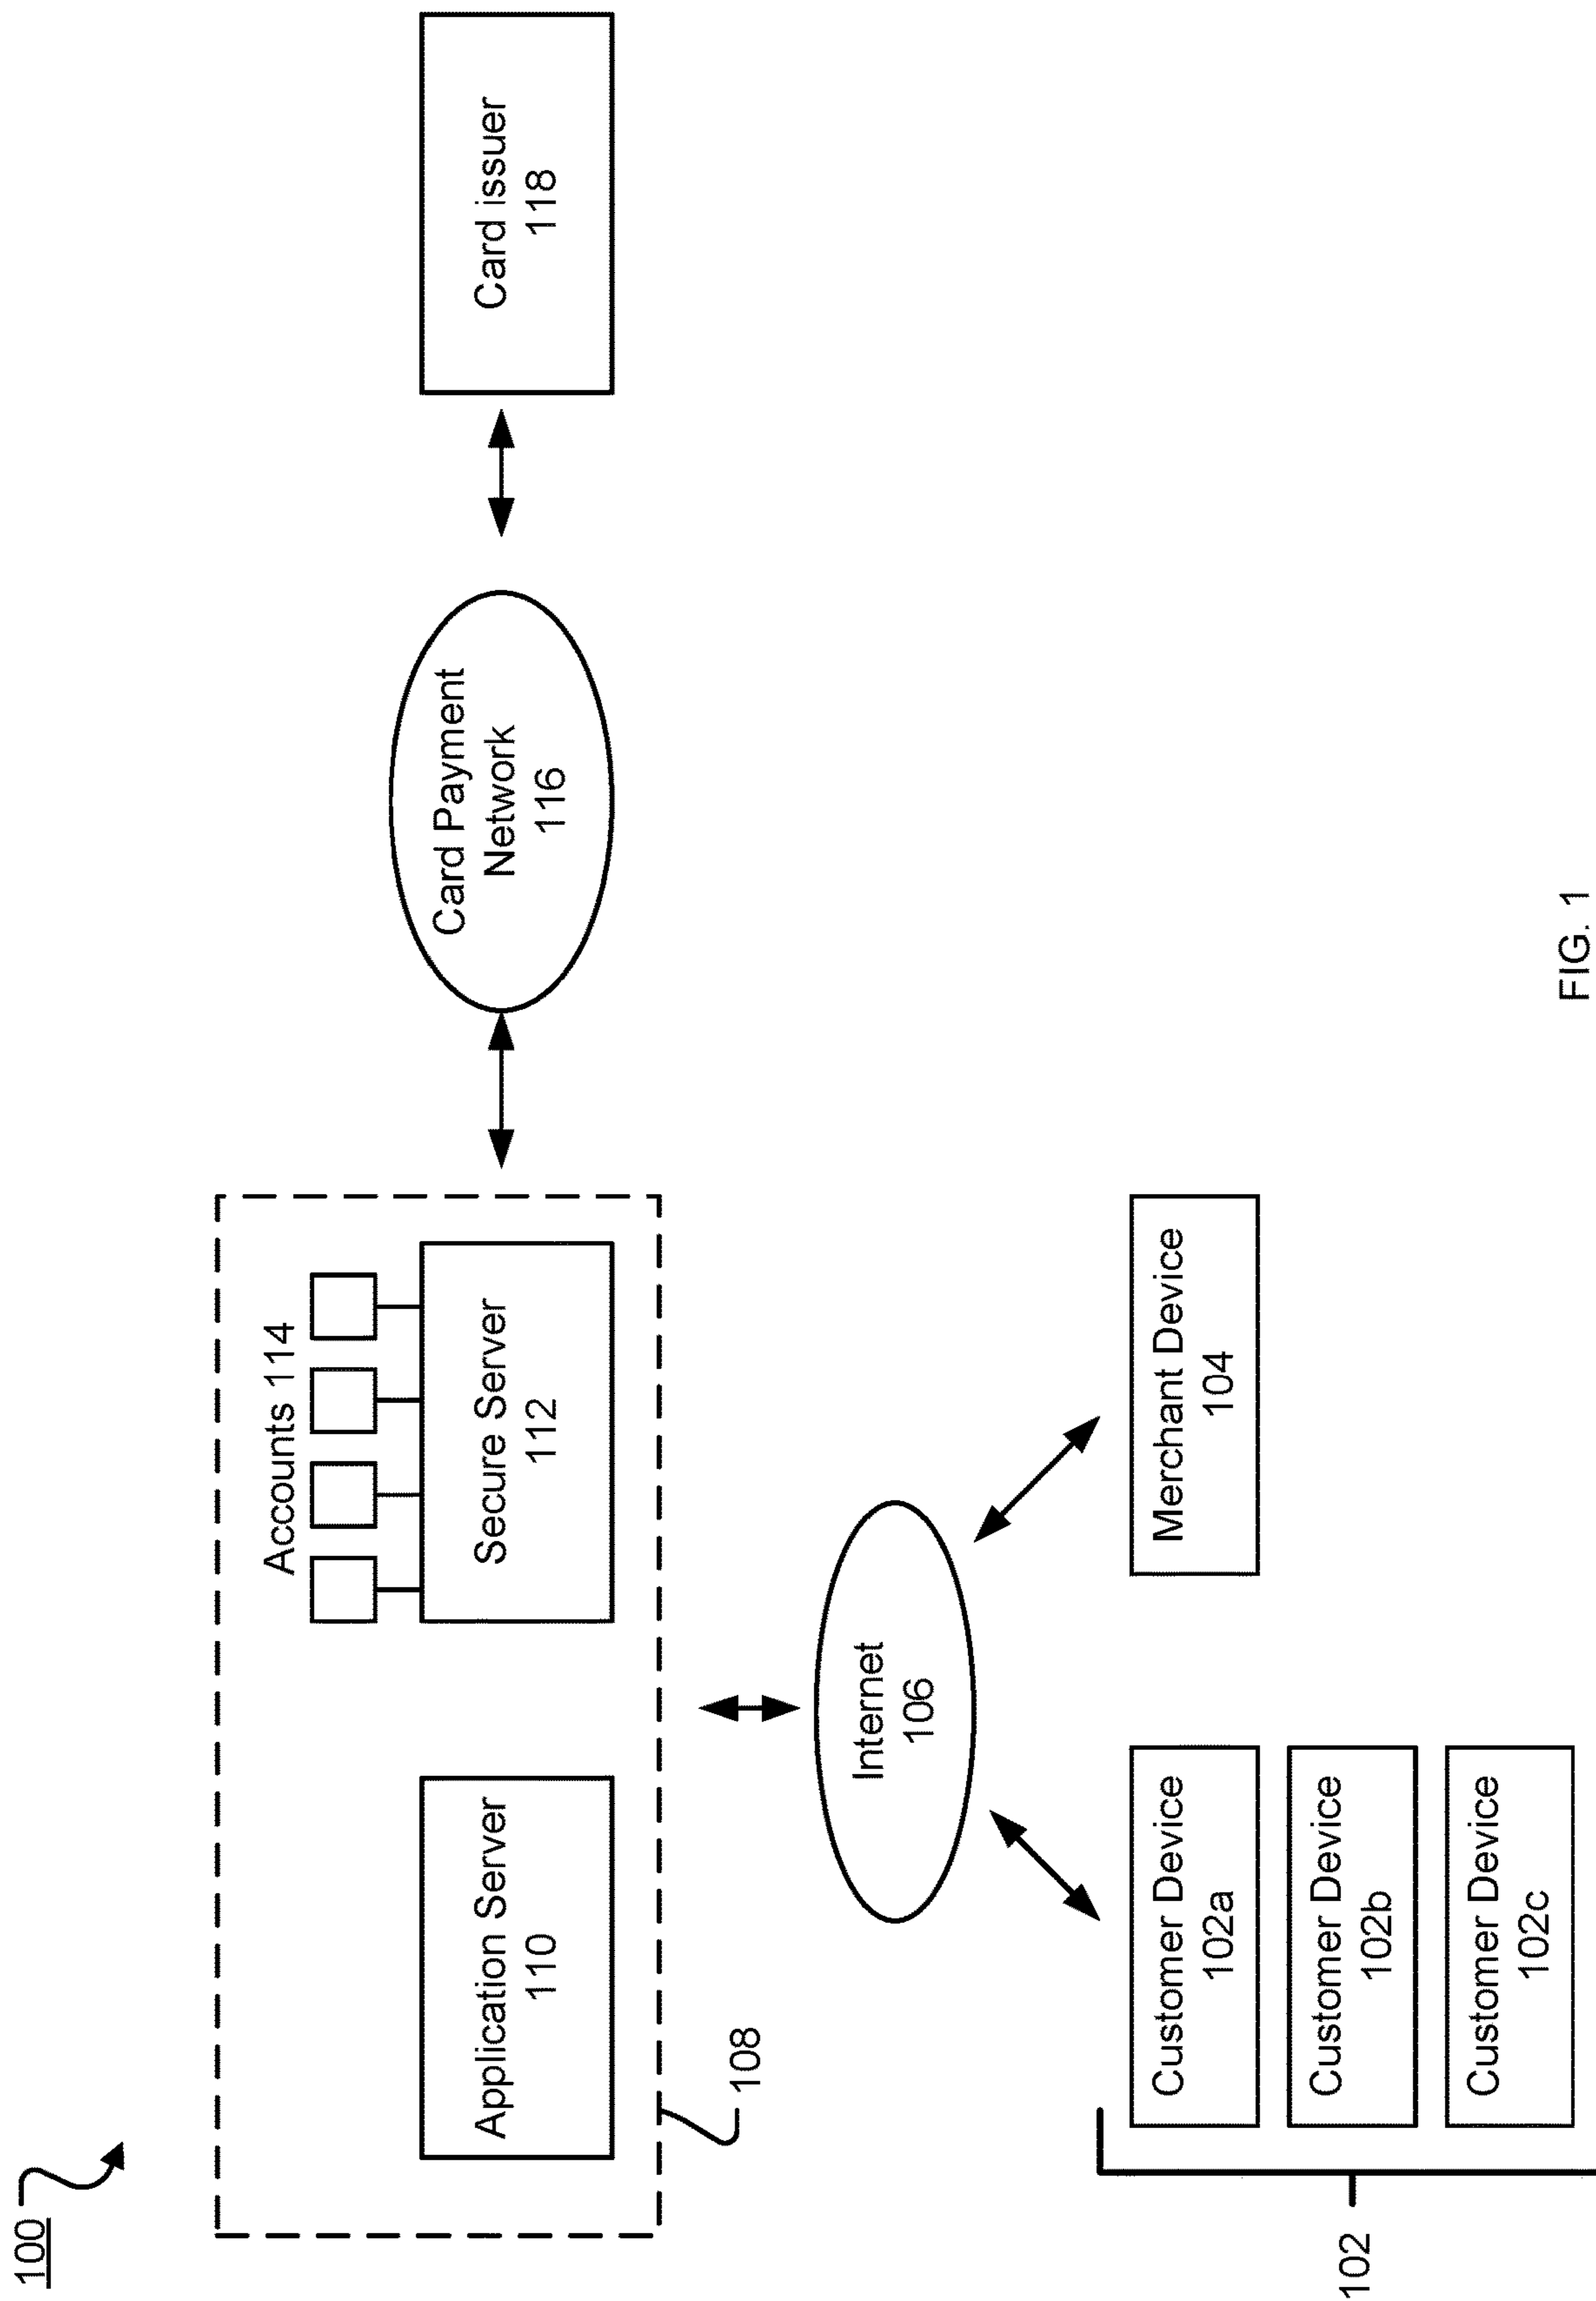 100
Accounts 114
Application Server
110
Secure Server
112
Card Payment
Network
116
Card issuer
118
108
Internet
106
Customer Device
102a
Merchant Device
104
Customer Device
102b
Customer Device
102c
102
FIG. 1